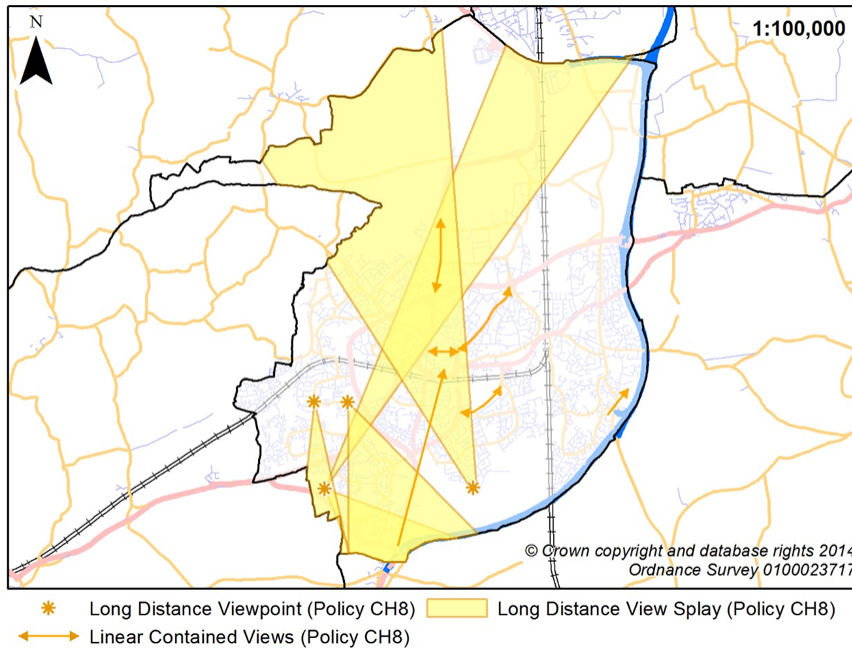 N
1:100,000
© Crown copyright and database rights 2014
Ordnance Survey 0100023717
Long Distance Viewpoint (Policy CH8)
Long Distance View Splay (Policy CH8)
Linear Contained Views (Policy CH8)